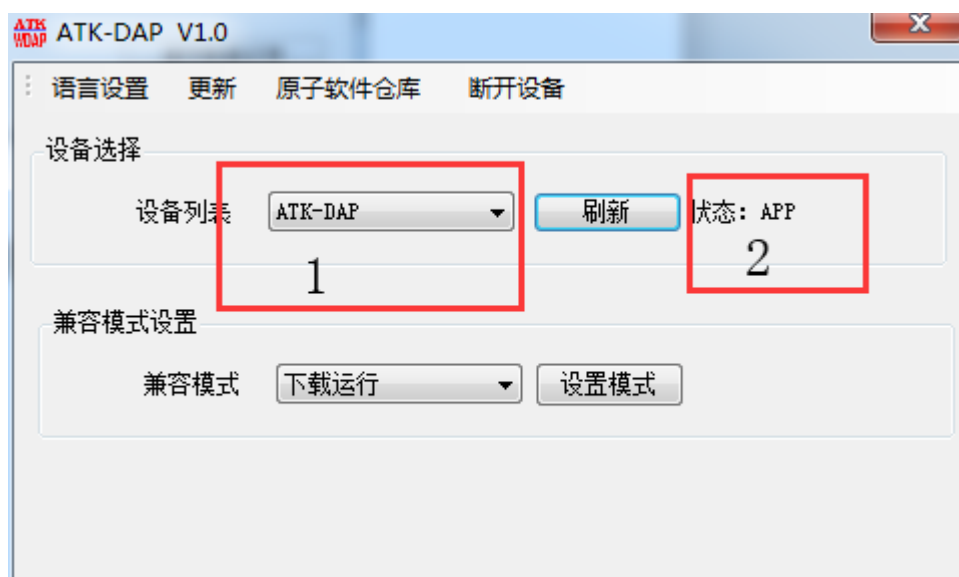 ATK WDAP ATK-DAP V1.0
语言设置 更新 原子软件仓库 断开设备
设备选择
设备列表 ATK-DAP 刷新 状态: APP
1 2
兼容模式设置
兼容模式 下载运行 设置模式